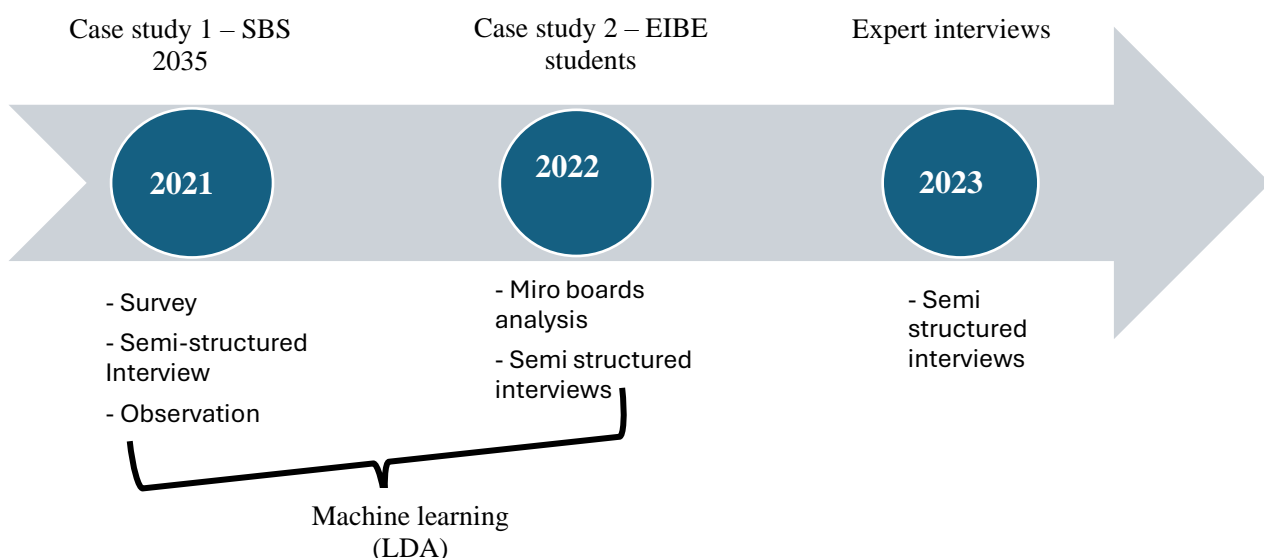 Case study 1 – SBS
2035
Case study 2 – EIBE
students
Expert interviews
2021
2022
2023
- Survey
- Semi-structured
Interview
- Observation
- Miro boards
analysis
- Semi structured
interviews
- Semi
structured
interviews
Machine learning
(LDA)